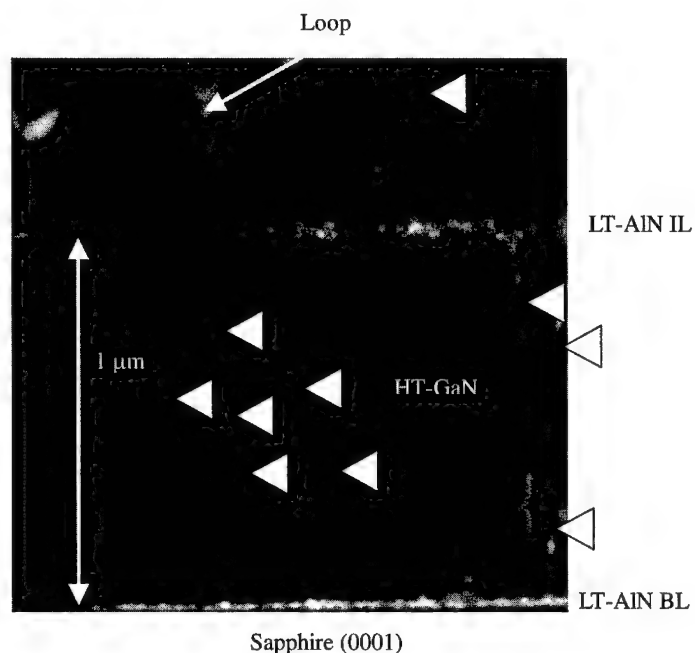 Loop
LT-AlN IL
1 μm
HT-GaN
LT-AlN BL
Sapphire (0001)